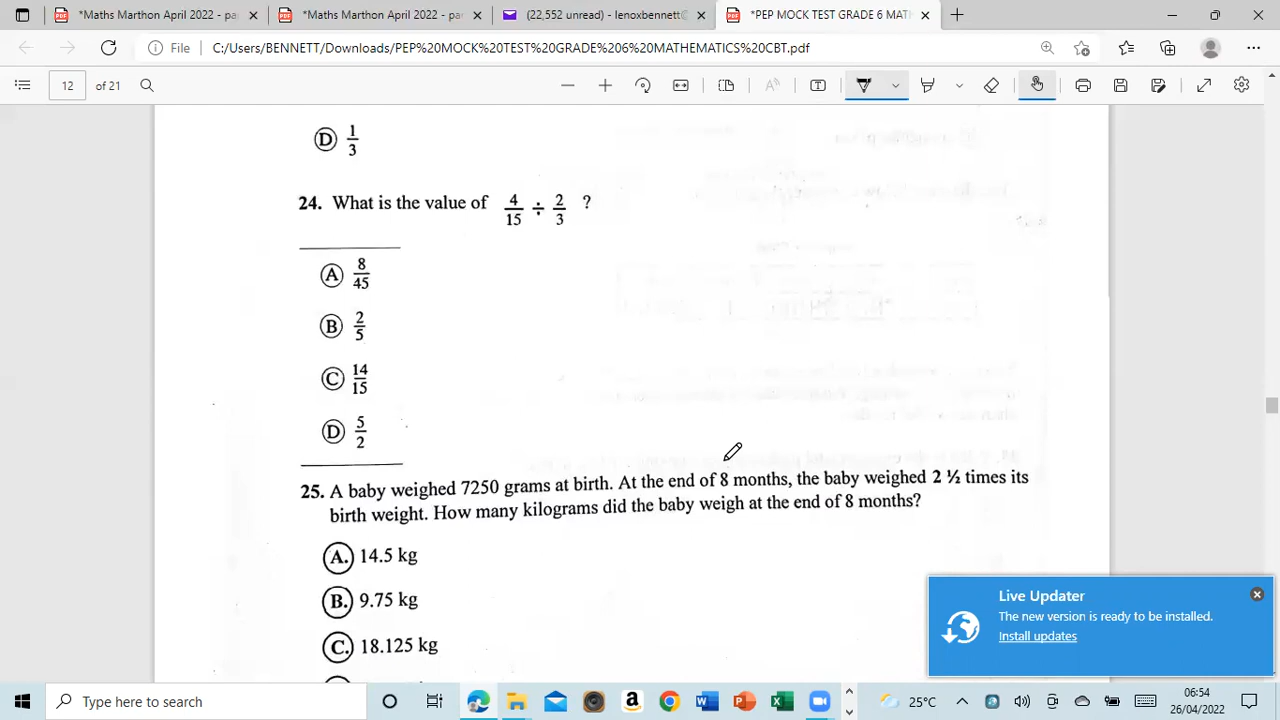 *Maths Marthon April 2022 - pa
*Maths Marton April 2022 - pape
(22,552 unread) - lenoxbennett@
*PEP MOCK TEST GRADE 6 MATH
File
C:/Users/BENNETT/Downloads/PEP%20MOCK%20TEST%20GRADE%206%20MATHEMATICS%20CBT.pdf
12 of 21
D 1/3
24. What is the value of 4/15 ÷ 2/3 ?
A 8/45
B 2/5
C 14/15
D 5/2
25. A baby weighed 7250 grams at birth. At the end of 8 months, the baby weighed 2 ½ times its
birth weight. How many kilograms did the baby weigh at the end of 8 months?
A. 14.5 kg
B. 9.75 kg
C. 18.125 kg
Live Updater
The new version is ready to be installed.
Install updates
Type here to search
25°C
06:54
26/04/2022